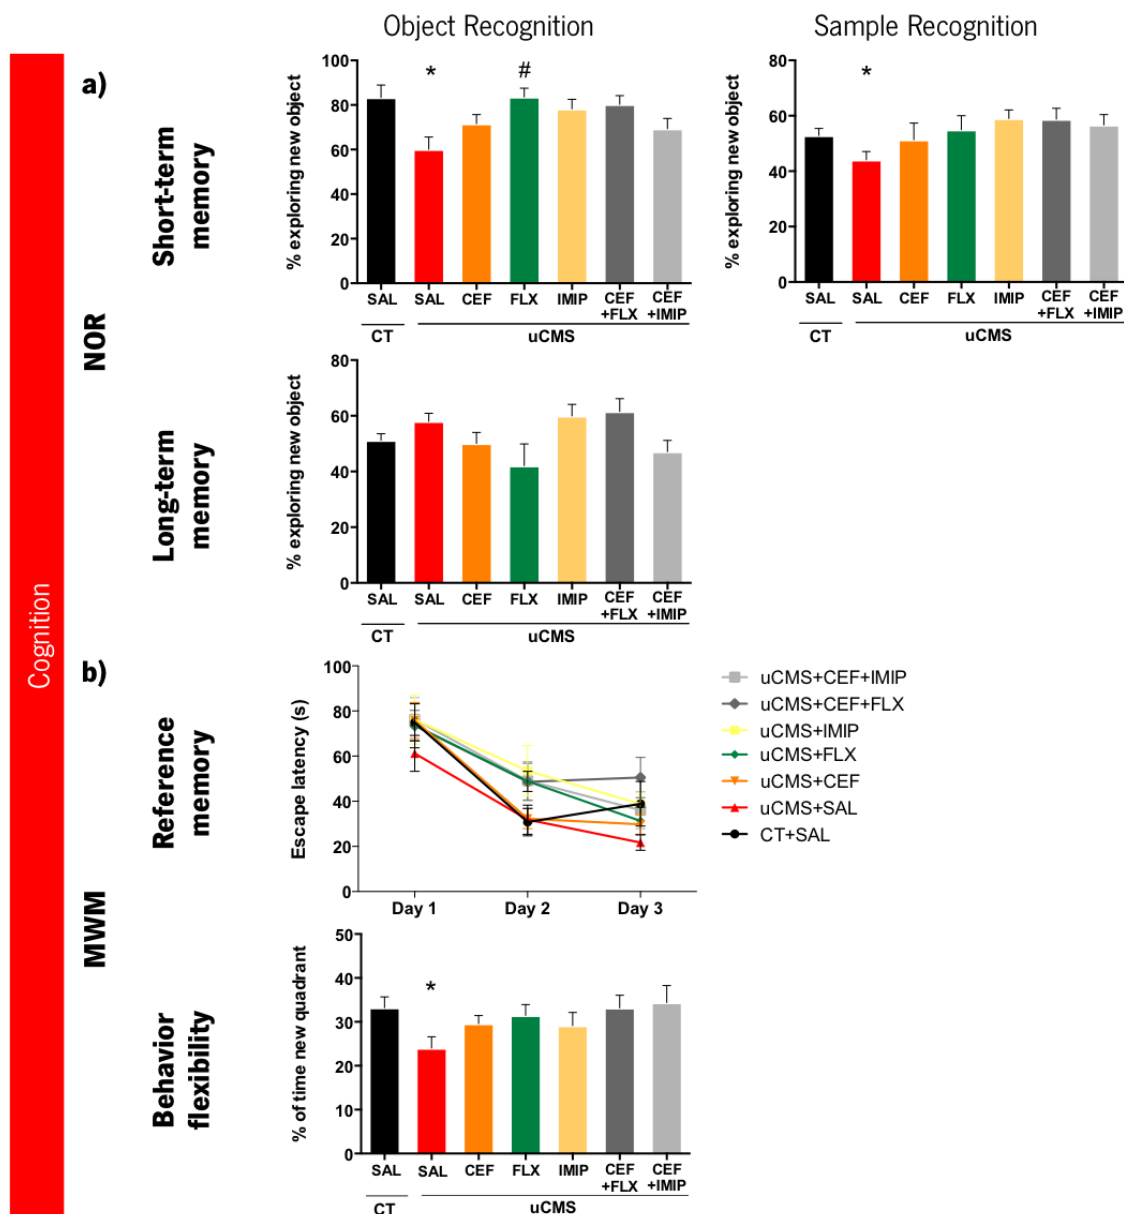 Cognition
a)
NOR
Short-term
memory
Object Recognition
% exploring new object
100
80
60
40
20
0
*
#
SAL SAL CEF FLX IMIP CEF +FLX CEF +IMIP
CT uCMS
Sample Recognition
% exploring new object
80
60
40
20
0
*
SAL SAL CEF FLX IMIP CEF +FLX CEF +IMIP
CT uCMS
Long-term
memory
% exploring new object
80
60
40
20
0
SAL SAL CEF FLX IMIP CEF +FLX CEF +IMIP
CT uCMS
b)
MWM
Reference
memory
Escape latency (s)
100
80
60
40
20
0
Day 1 Day 2 Day 3
uCMS+CEF+IMIP
uCMS+CEF+FLX
uCMS+IMIP
uCMS+FLX
uCMS+CEF
uCMS+SAL
CT+SAL
Behavior
flexibility
% of time new quadrant
50
40
30
20
10
0
*
SAL SAL CEF FLX IMIP CEF +FLX CEF +IMIP
CT uCMS